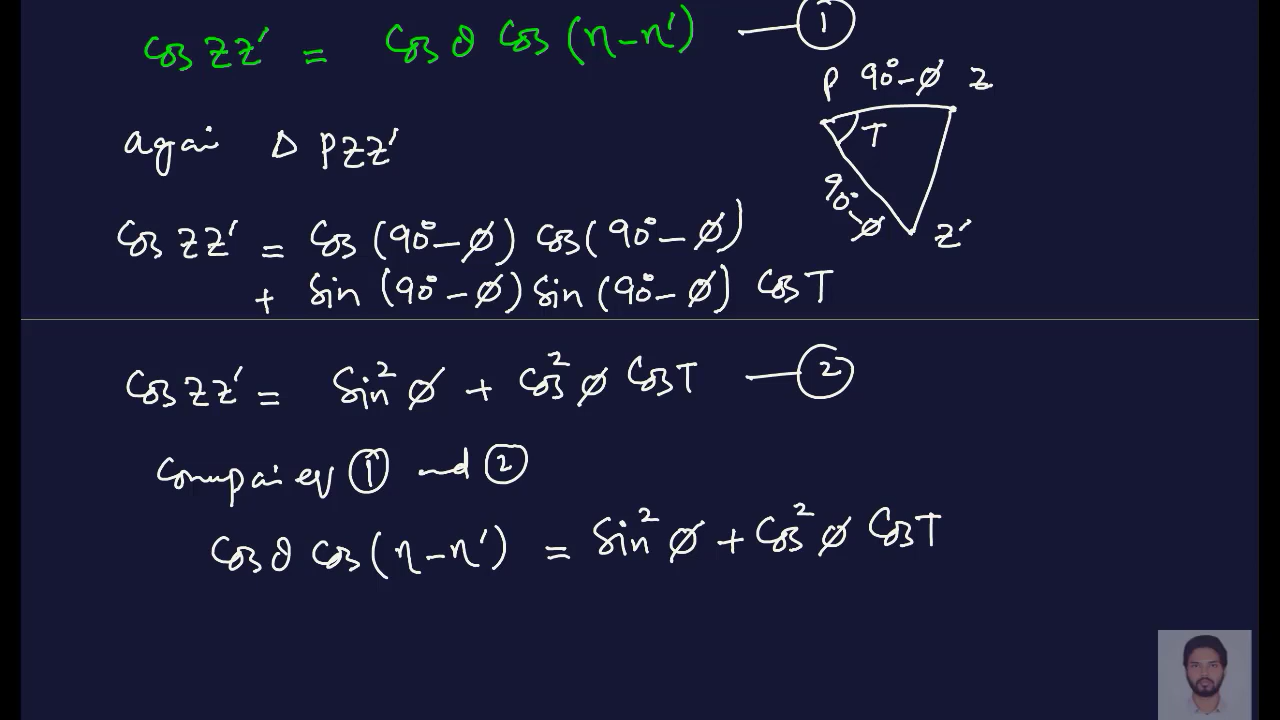 Cos ZZ' = Cos θ Cos (η-η') — ①
P 90°-ϕ Z
T
90°-ϕ
Z'
again Δ PZZ'
Cos ZZ' = Cos (90°-ϕ) Cos (90°-ϕ)
+ Sin (90°-ϕ) Sin (90°-ϕ) Cos T
Cos ZZ' = Sin² ϕ + Cos² ϕ Cos T — ②
① and ②
Cos θ Cos (η-η') = Sin² ϕ + Cos² ϕ Cos T